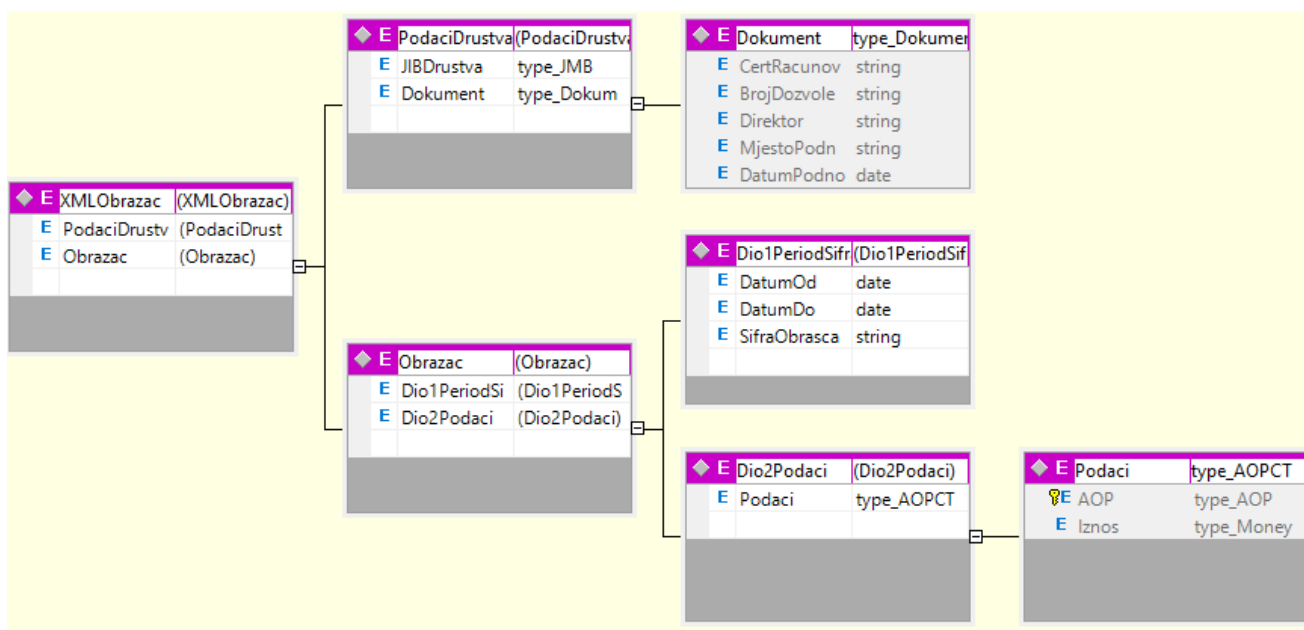 E PodaciDrustva (PodaciDrustva
E JIBDrustva type_JMB
E Dokument type_Dokum
E Dokument type_Dokumen
E CertRacunov string
E BrojDozvole string
E Direktor string
E MjestoPodn string
E DatumPodno date
E XMLObrazac (XMLObrazac)
E PodaciDrustv (PodaciDrust
E Obrazac (Obrazac)
E Dio1PeriodSifr (Dio1PeriodSif
E DatumOd date
E DatumDo date
E SifraObrasca string
E Obrazac (Obrazac)
E Dio1PeriodSi (Dio1PeriodS
E Dio2Podaci (Dio2Podaci)
E Dio2Podaci (Dio2Podaci)
E Podaci type_AOPCT
E Podaci type_AOPCT
E AOP type_AOP
E Iznos type_Money